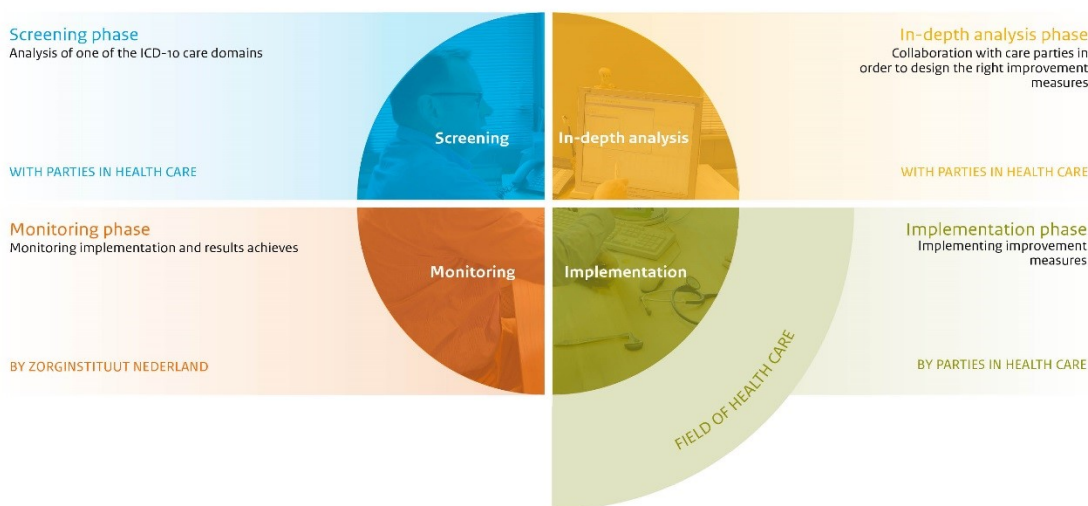 Screening phase
Analysis of one of the ICD-10 care domains
WITH PARTIES IN HEALTH CARE
Screening
In-depth analysis
In-depth analysis phase
Collaboration with care parties in
order to design the right improvement
measures
WITH PARTIES IN HEALTH CARE
Monitoring phase
Monitoring implementation and results achieves
BY ZORGINSTITUUT NEDERLAND
Monitoring
Implementation
Implementation phase
Implementing improvement
measures
BY PARTIES IN HEALTH CARE
FIELD OF HEALTH CARE